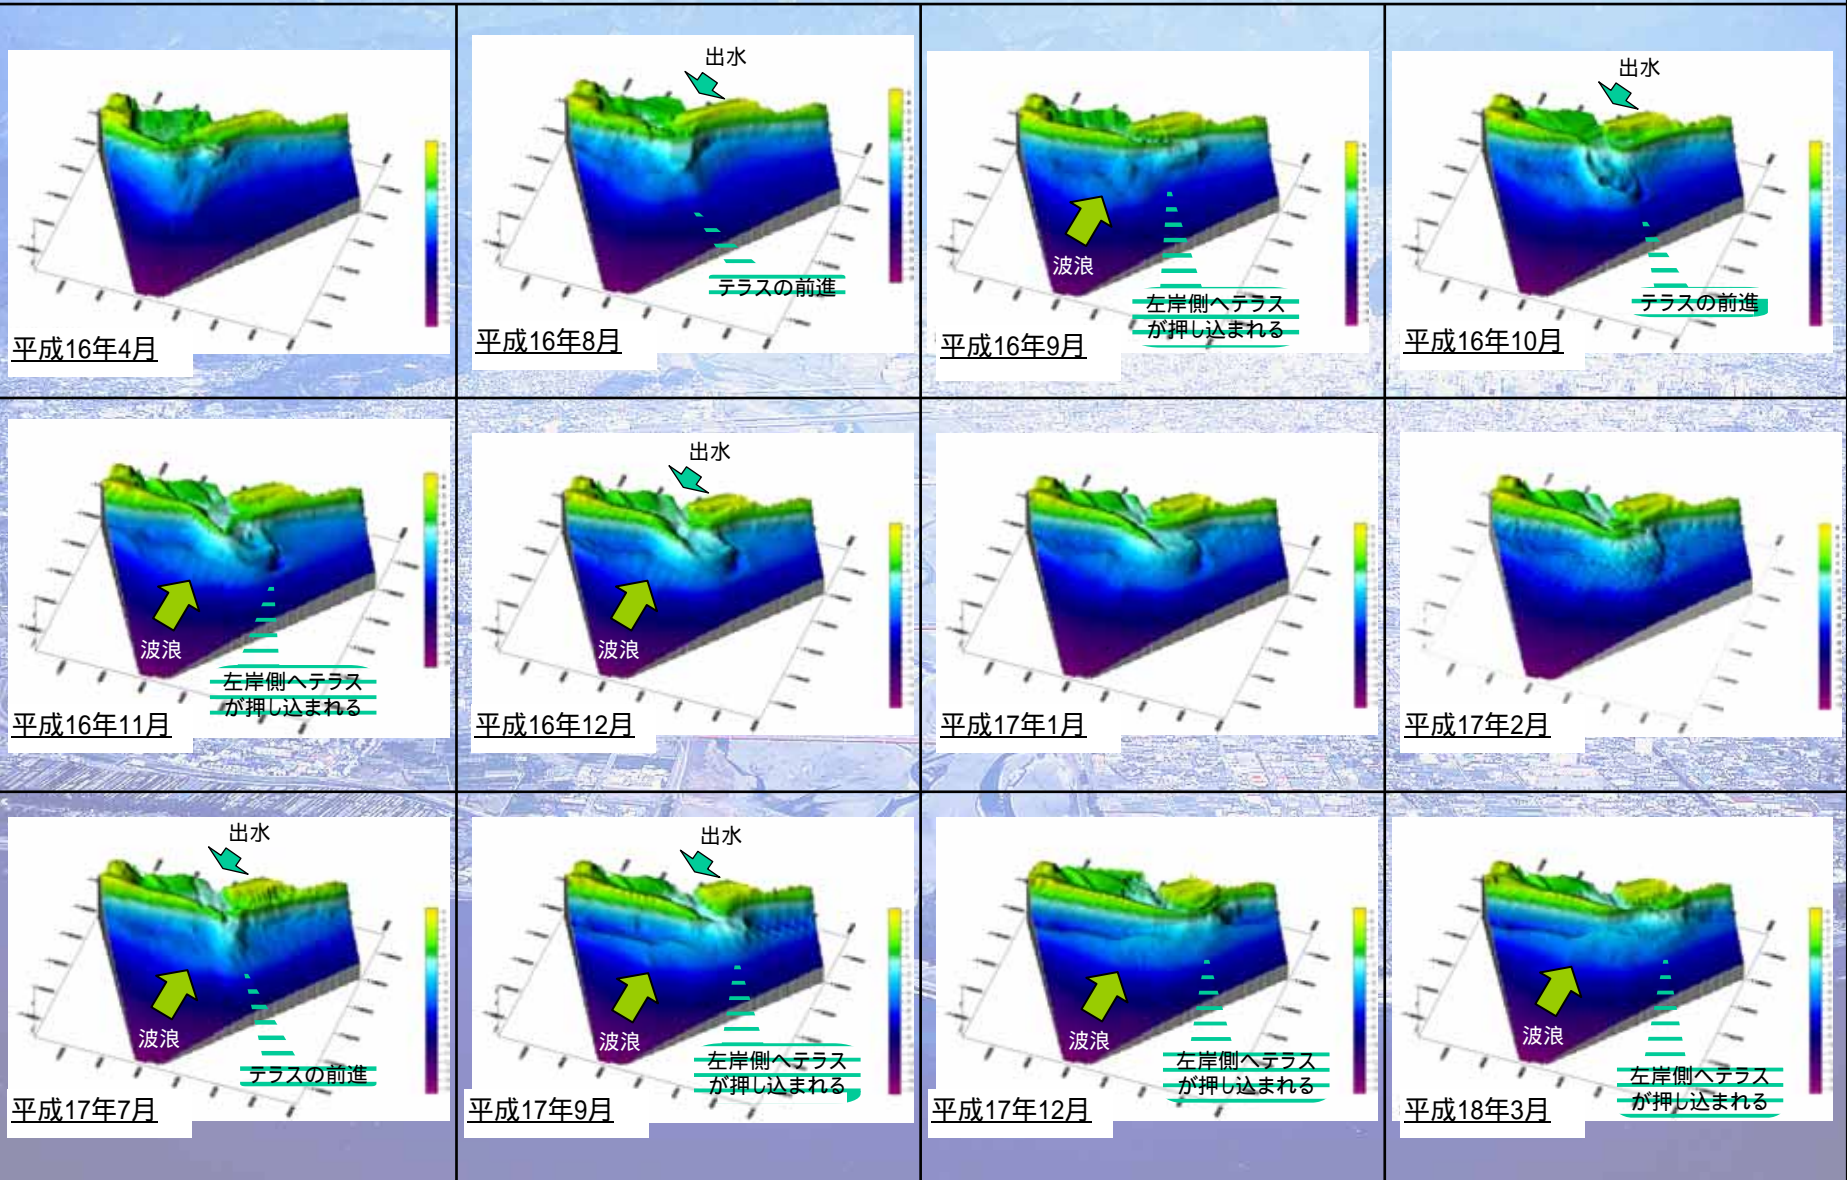 平成16年4月
出水
テラスの前進
平成16年8月
波浪
左岸側へテラス
が押し込まれる
平成16年9月
出水
テラスの前進
平成16年10月
波浪
左岸側へテラス
が押し込まれる
平成16年11月
出水
波浪
平成16年12月
平成17年1月
平成17年2月
出水
波浪
テラスの前進
平成17年7月
出水
波浪
左岸側へテラス
が押し込まれる
平成17年9月
波浪
左岸側へテラス
が押し込まれる
平成17年12月
波浪
左岸側へテラス
が押し込まれる
平成18年3月